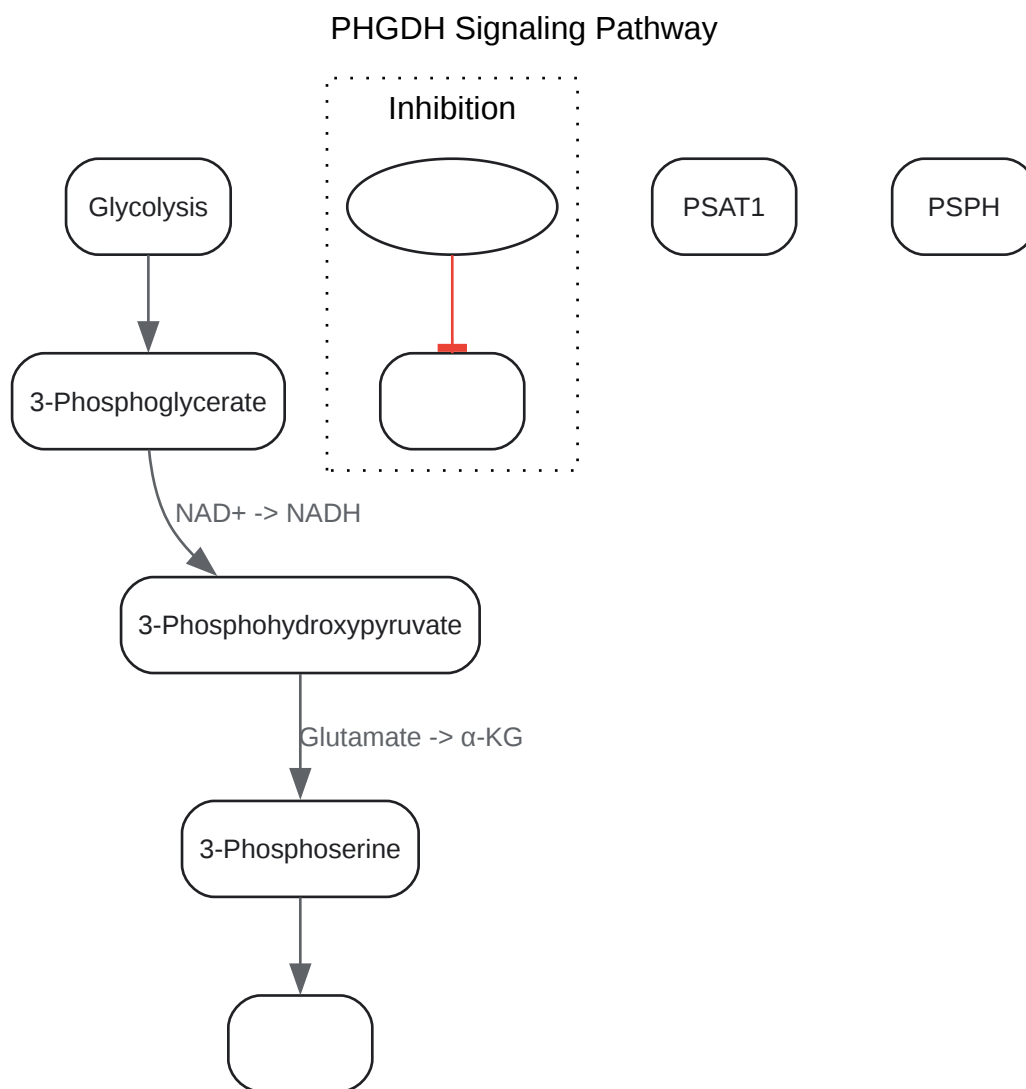 PHGDH Signaling Pathway
Inhibition
Glycolysis
PSAT1
PSPH
3-Phosphoglycerate
NAD+ -> NADH
3-Phosphohydroxypyruvate
Glutamate -> α-KG
3-Phosphoserine